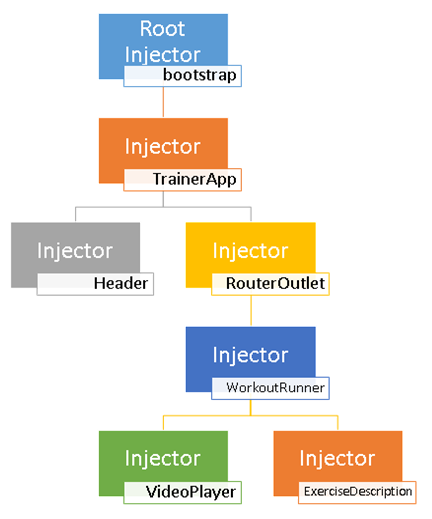 Root
Injector
bootstrap
Injector
TrainerApp
Injector
Header
Injector
RouterOutlet
Injector
WorkoutRunner
Injector
VideoPlayer
Injector
ExerciseDescription